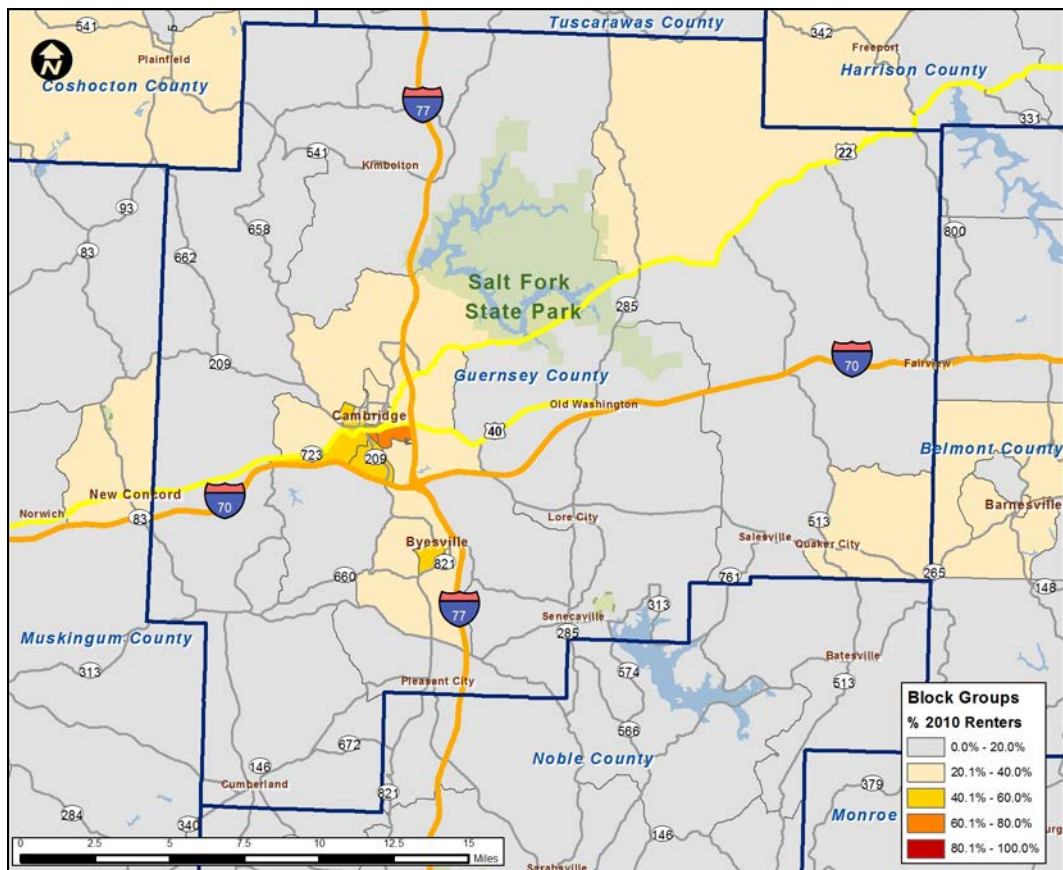 541
5
Tuscarawas County
342
Plainfield
Freeport
N
Coshocton County
Harrison County
77
331
22
541
Kimbolton
93
658
800
83
662
Salt Fork
State Park
285
209
70
Fairview
Guernsey County
Old Washington
Cambridge
40
Belmont County
723
209
New Concord
70
Barnesville
Norwich
83
Lore City
513
Byesville
Salesville
Quaker City
821
660
761
265
148
77
Senecaville
313
285
Muskingum County
313
574
Batesville
Pleasant City
513
Block Groups
% 2010 Renters
0.0% - 20.0%
20.1% - 40.0%
40.1% - 60.0%
60.1% - 80.0%
80.1% - 100.0%
566
672
Noble County
146
Cumberland
379
821
Monroe
284
340
146
0 2.5 5 7.5 10 15
Miles
Sarahsville